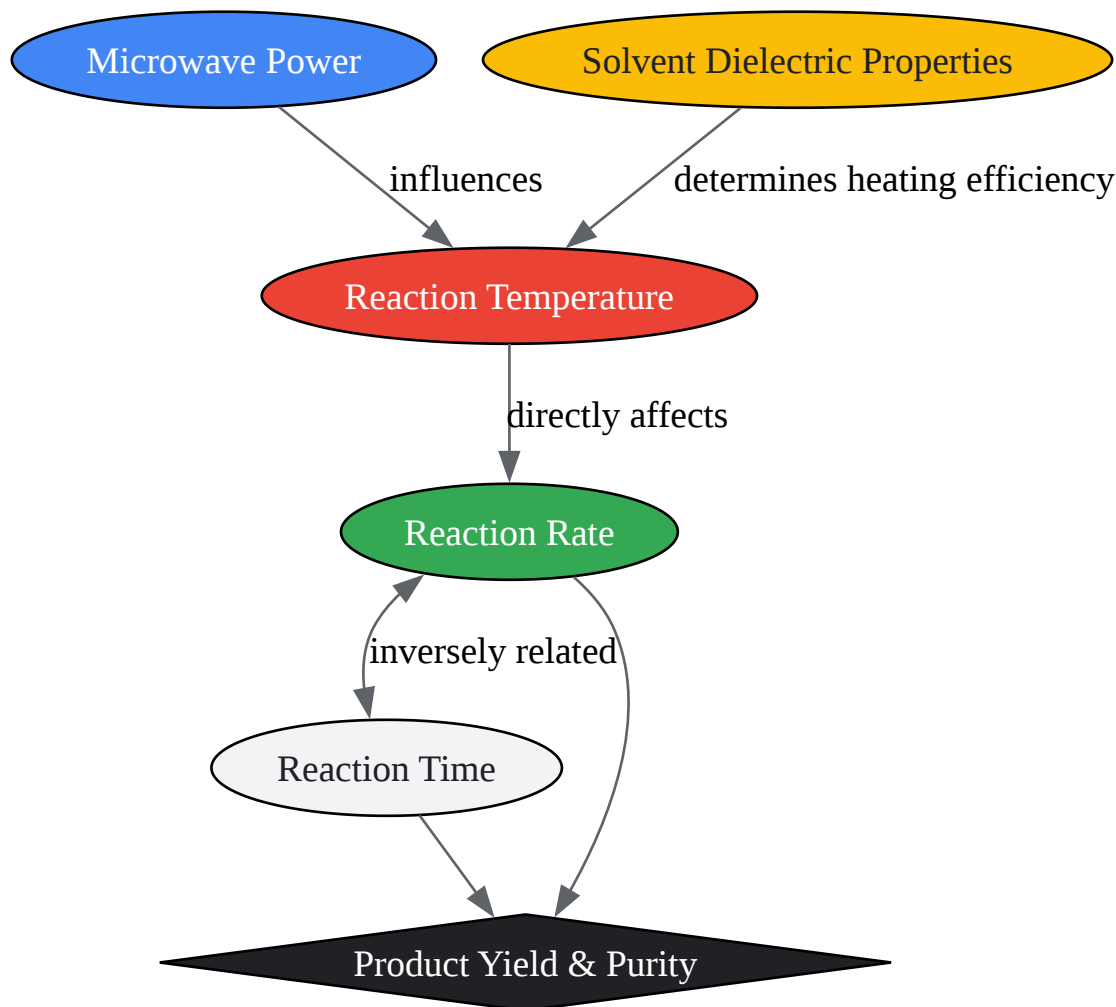 Microwave Power
Solvent Dielectric Properties
influences
determines heating efficiency
Reaction Temperature
directly affects
Reaction Rate
inversely related
Reaction Time
Product Yield & Purity